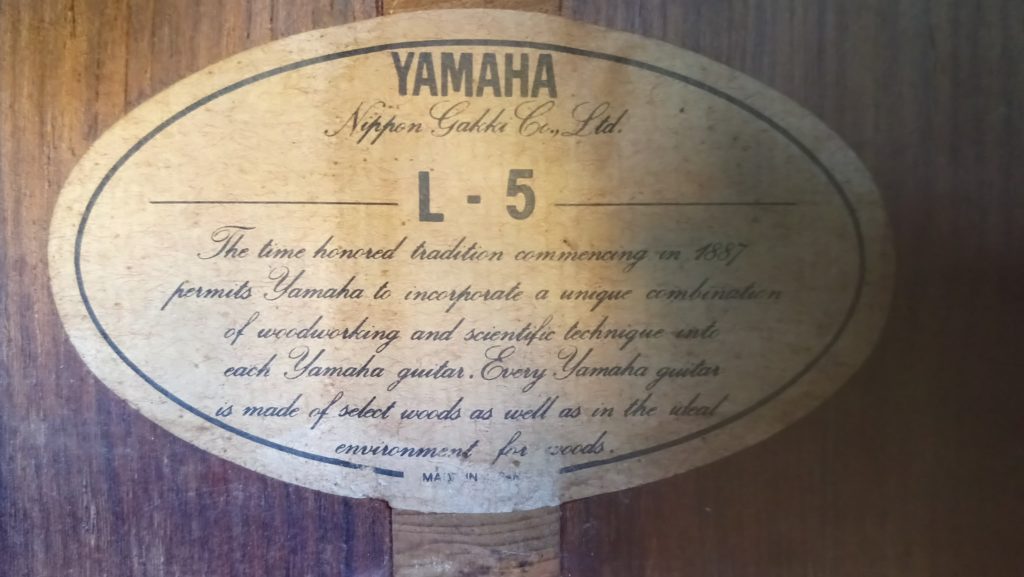 YAMAHA
Nippon Gakki Co., Ltd.
L - 5
The time honored tradition commencing in 1887
permits Yamaha to incorporate a unique combination
of woodworking and scientific technique into
each Yamaha guitar. Every Yamaha guitar
is made of select woods as well as in the ideal
environment for woods.
MADE IN